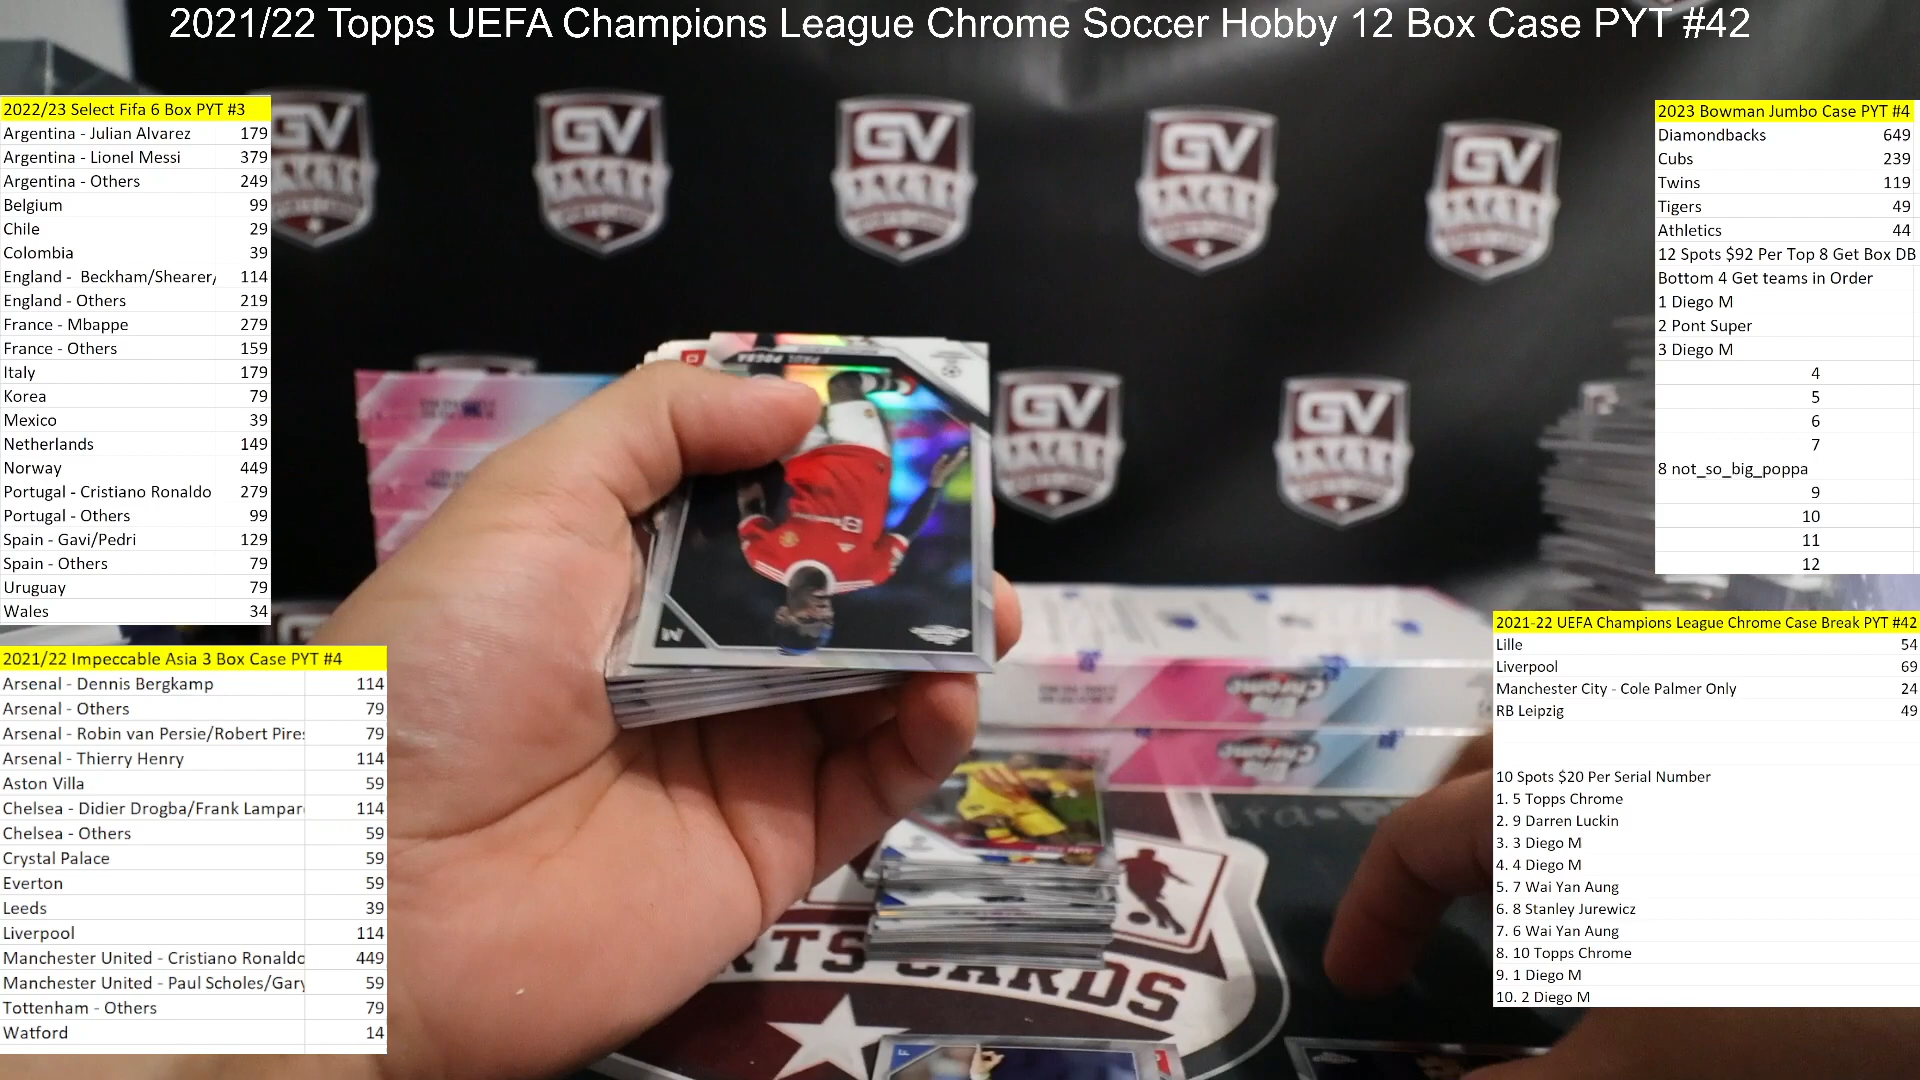 2021/22 Topps UEFA Champions League Chrome Soccer Hobby 12 Box Case PYT #42
2022/23 Select Fifa 6 Box PYT #3
Argentina - Julian Alvarez 179
Argentina - Lionel Messi 379
Argentina - Others 249
Belgium 99
Chile 29
Colombia 39
England - Beckham/Shearer/ 114
England - Others 219
France - Mbappe 279
France - Others 159
Italy 179
Korea 79
Mexico 39
Netherlands 149
Norway 449
Portugal - Cristiano Ronaldo 279
Portugal - Others 99
Spain - Gavi/Pedri 129
Spain - Others 79
Uruguay 79
Wales 34
2021/22 Impeccable Asia 3 Box Case PYT #4
Arsenal - Dennis Bergkamp 114
Arsenal - Others 79
Arsenal - Robin van Persie/Robert Pires 79
Arsenal - Thierry Henry 114
Aston Villa 59
Chelsea - Didier Drogba/Frank Lampar 114
Chelsea - Others 59
Crystal Palace 59
Everton 59
Leeds 39
Liverpool 114
Manchester United - Cristiano Ronaldo 449
Manchester United - Paul Scholes/Gary 59
Tottenham - Others 79
Watford 14
2023 Bowman Jumbo Case PYT #4
Diamondbacks 649
Cubs 239
Twins 119
Tigers 49
Athletics 44
12 Spots $92 Per Top 8 Get Box DB
Bottom 4 Get teams in Order
1 Diego M
2 Pont Super
3 Diego M
4
5
6
7
8 not_so_big_poppa
9
10
11
12
2021-22 UEFA Champions League Chrome Case Break PYT #42
Lille 54
Liverpool 69
Manchester City - Cole Palmer Only 24
RB Leipzig 49
10 Spots $20 Per Serial Number
1. 5 Topps Chrome
2. 9 Darren Luckin
3. 3 Diego M
4. 4 Diego M
5. 7 Wai Yan Aung
6. 8 Stanley Jurewicz
7. 6 Wai Yan Aung
8. 10 Topps Chrome
9. 1 Diego M
10. 2 Diego M
GV
GV
GV
GV
GV
GV
GV
PAUL POGBA
M
Chrome
Chrome
CARDS
F